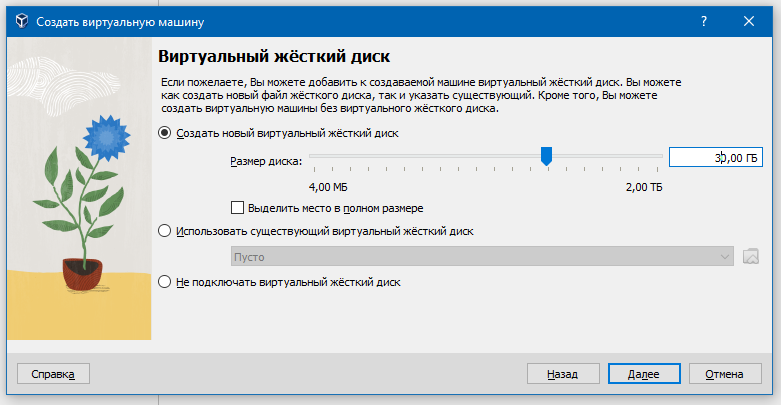 Создать виртуальную машину
?
Виртуальный жёсткий диск
Если пожелаете, Вы можете добавить к создаваемой машине виртуальный жёсткий диск. Вы можете
как создать новый файл жёсткого диска, так и указать существующий. Кроме того, Вы можете
создать виртуальную машины без виртуального жёсткого диска.
Создать новый виртуальный жёсткий диск
Размер диска:
30,00 ГБ
4,00 МБ
2,00 ТБ
Выделить место в полном размере
Использовать существующий виртуальный жёсткий диск
Пусто
Не подключать виртуальный жёсткий диск
Справка
Назад
Далее
Отмена